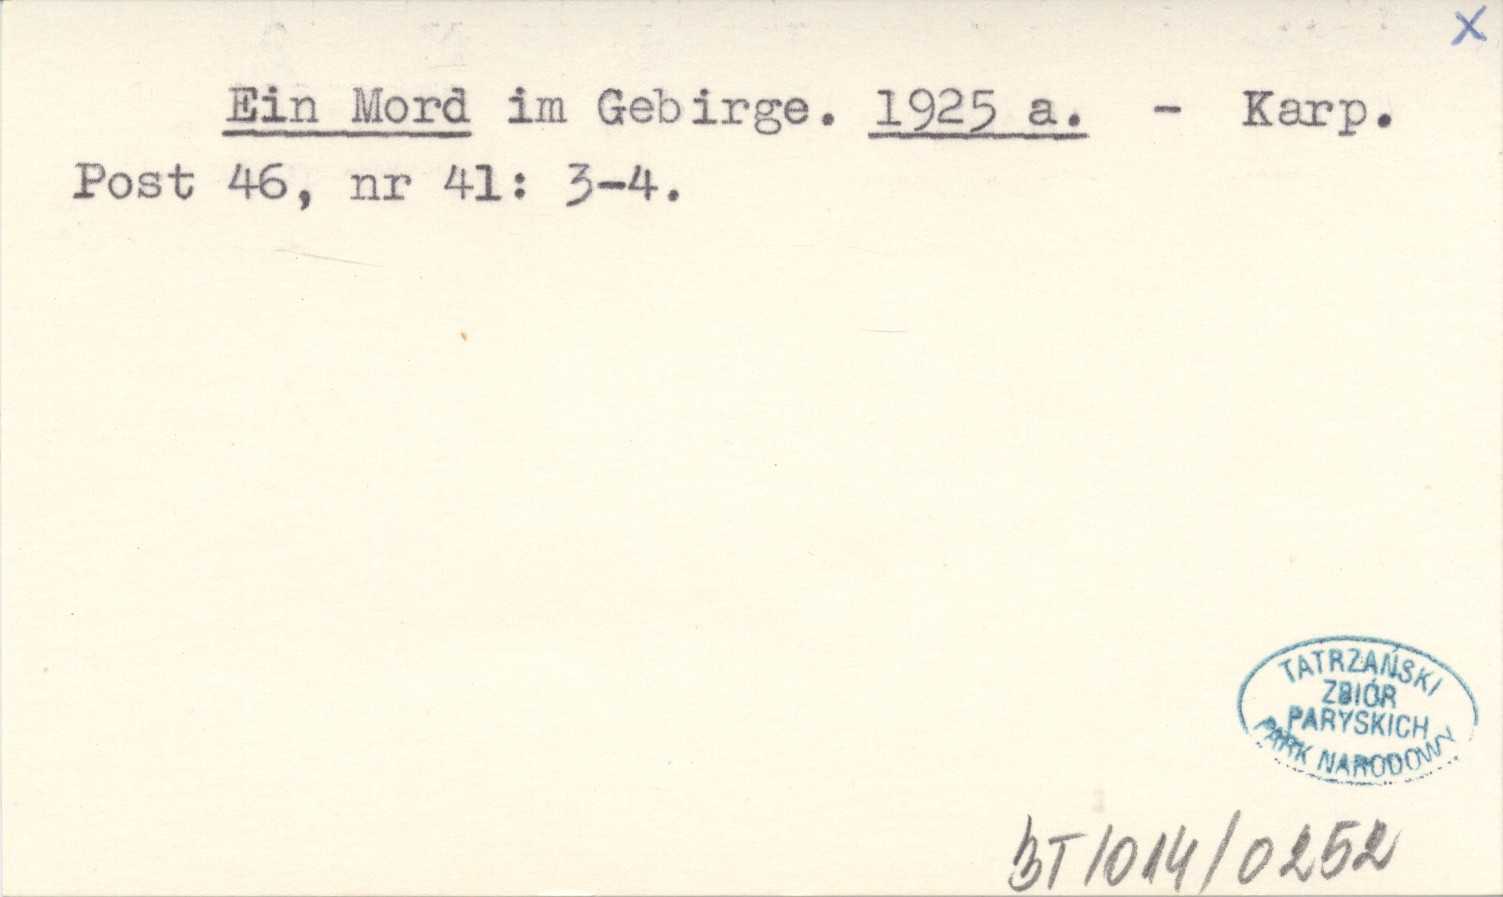 X
Ein Mord im Gebirge. 1925 a. - Karp.
Post 46, nr 41: 3-4.
TATRZAŃSKI
ZBIÓR
PARYSKICH
PARK NARODOWY
BT/014/0252